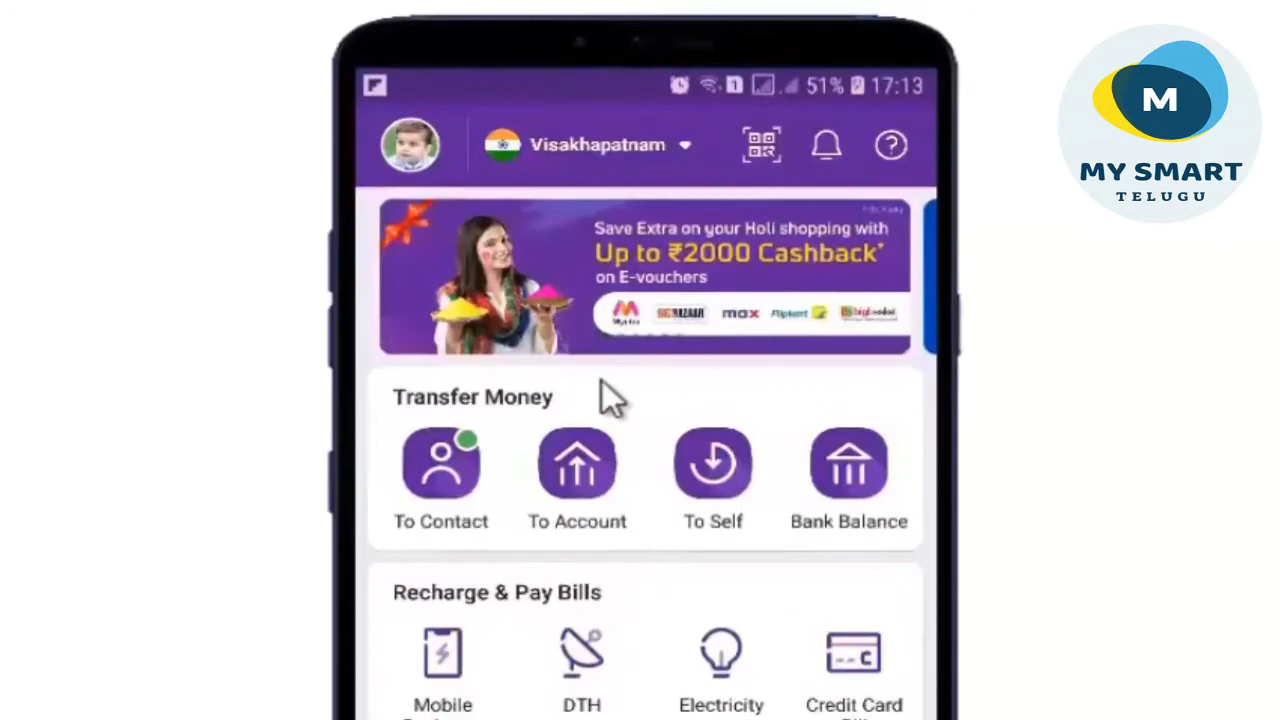 51% 17:13
Visakhapatnam
M
MY SMART
TELUGU
Save Extra on your Holi shopping with
Up to ₹2000 Cashback*
on E-vouchers
Myntra BIG BAZAAR max Flipkart bigbasket
Transfer Money
To Contact To Account To Self Bank Balance
Recharge & Pay Bills
Mobile DTH Electricity Credit Card